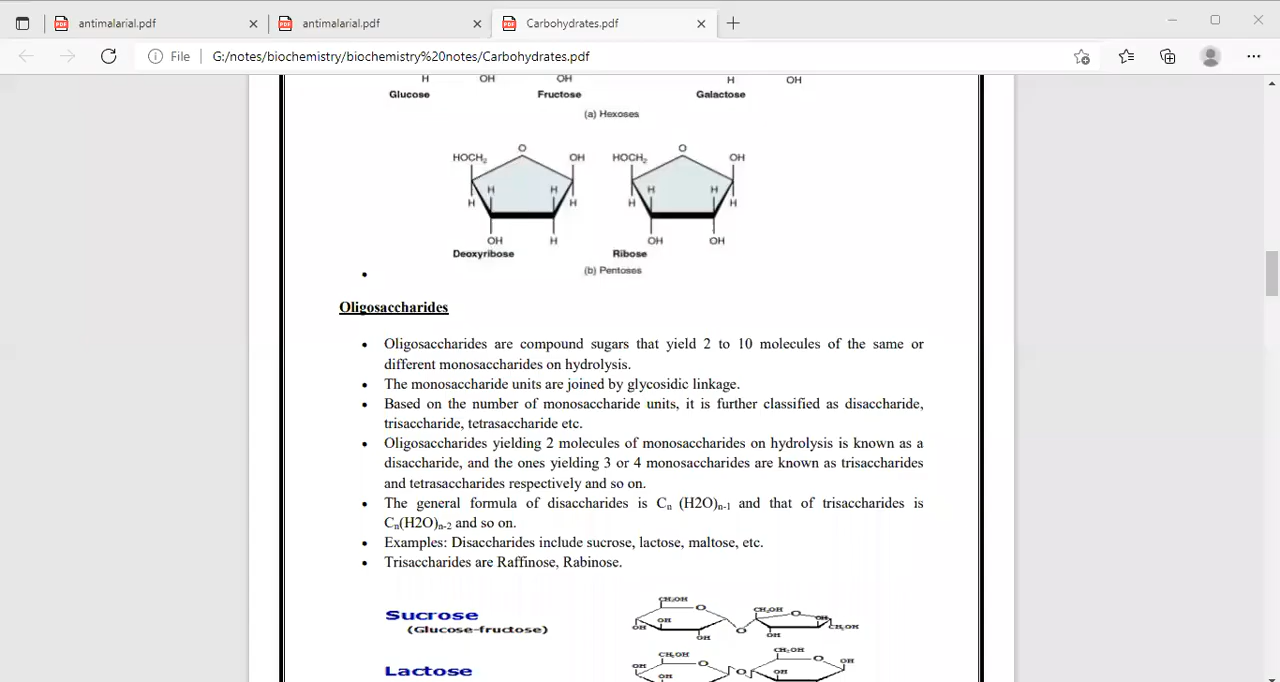 antimalarial.pdf
antimalarial.pdf
Carbohydrates.pdf
File G:/notes/biochemistry/biochemistry%20notes/Carbohydrates.pdf
H OH OH H OH
Glucose Fructose Galactose
(a) Hexoses
O O
HOCH2 OH HOCH2 OH
H H H H
H H H H
OH H OH OH
Deoxyribose Ribose
(b) Pentoses
Oligosaccharides
• Oligosaccharides are compound sugars that yield 2 to 10 molecules of the same or
different monosaccharides on hydrolysis.
• The monosaccharide units are joined by glycosidic linkage.
• Based on the number of monosaccharide units, it is further classified as disaccharide,
trisaccharide, tetrasaccharide etc.
• Oligosaccharides yielding 2 molecules of monosaccharides on hydrolysis is known as a
disaccharide, and the ones yielding 3 or 4 monosaccharides are known as trisaccharides
and tetrasaccharides respectively and so on.
• The general formula of disaccharides is Cn (H2O)n-1 and that of trisaccharides is
Cn(H2O)n-2 and so on.
• Examples: Disaccharides include sucrose, lactose, maltose, etc.
• Trisaccharides are Raffinose, Rabinose.
CH2OH
O CH2OH O
Sucrose
OH OH OH
(Glucose-fructose) OH O OH CH2OH
OH
CH2OH CH2OH
O O OH
Lactose OH O OH
OH